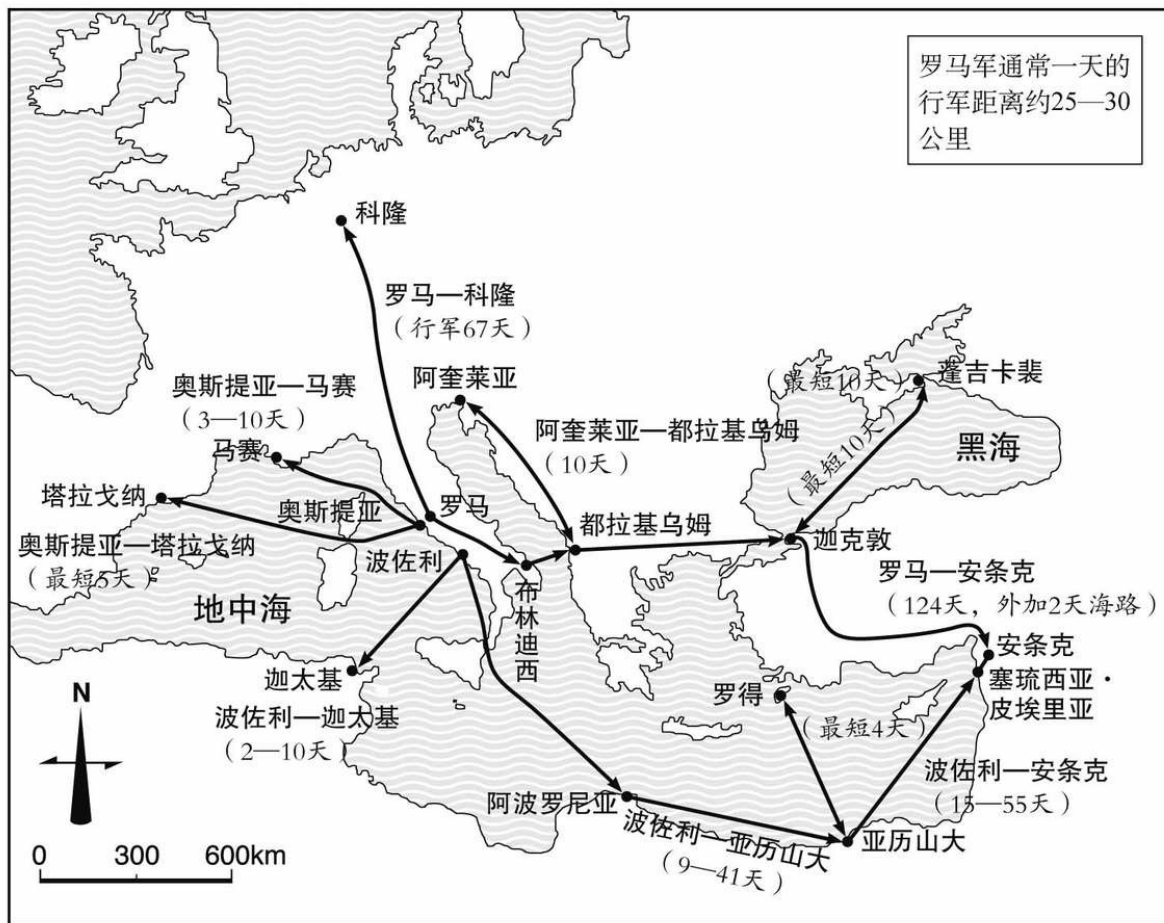 罗马军通常一天的
行军距离约25—30
公里
科隆
罗马—科隆
（行军67天）
阿奎莱亚
奥斯提亚—马赛
（3—10天）
马赛
阿奎莱亚—都拉基乌姆
（10天）
（最短10天）
蓬吉卡裴
（最短10天）
黑海
塔拉戈纳
奥斯提亚
罗马
都拉基乌姆
迦克敦
奥斯提亚—塔拉戈纳
（最短5天）
波佐利
布林迪西
罗马—安条克
（124天，外加2天海路）
地中海
安条克
迦太基
罗得
塞琉西亚·
皮埃里亚
N
波佐利—迦太基
（2—10天）
（最短4天）
波佐利—安条克
（15—55天）
阿波罗尼亚
波佐利—亚历山大
（9—41天）
亚历山大
0 300 600km